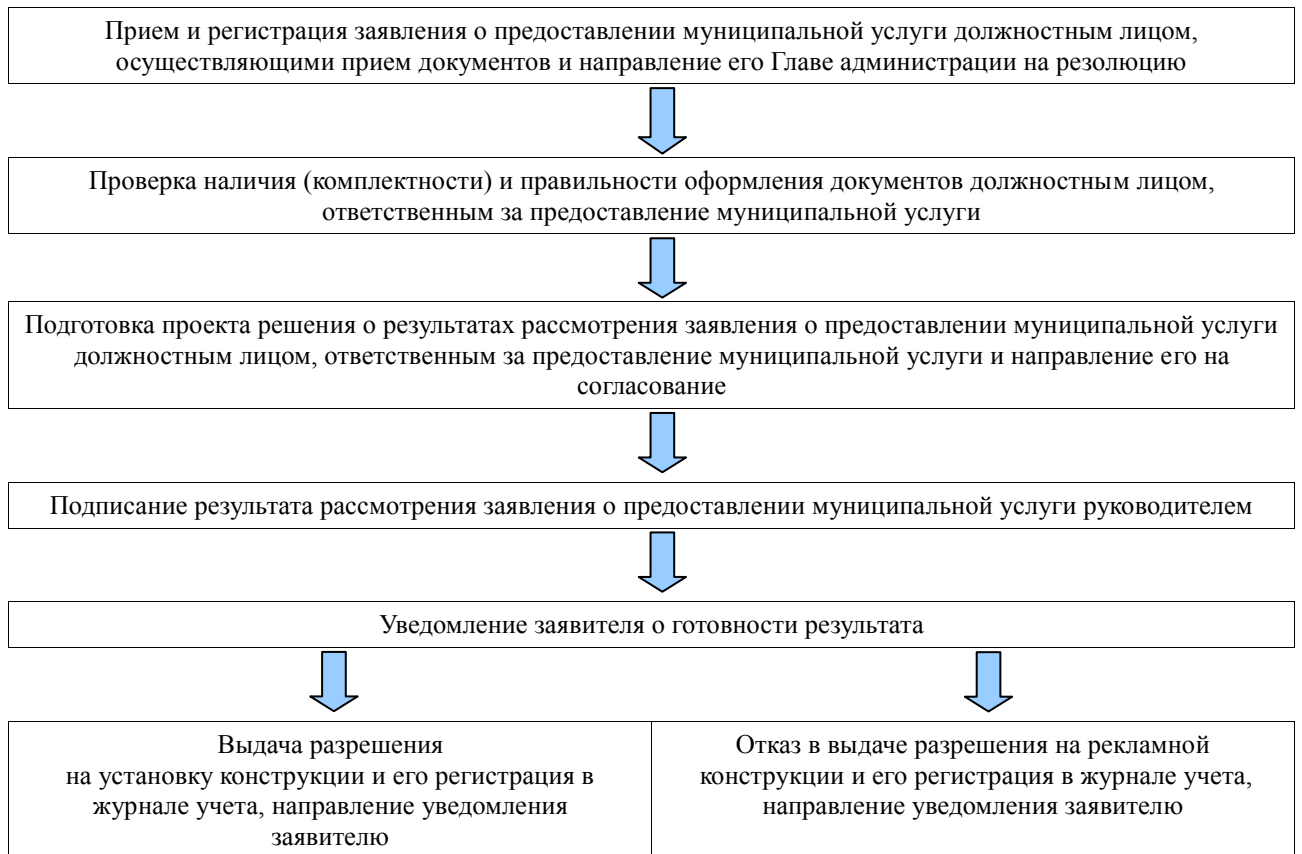 Прием и регистрация заявления о предоставлении муниципальной услуги должностным лицом,
осуществляющими прием документов и направление его Главе администрации на резолюцию
Проверка наличия (комплектности) и правильности оформления документов должностным лицом,
ответственным за предоставление муниципальной услуги
Подготовка проекта решения о результатах рассмотрения заявления о предоставлении муниципальной услуги
должностным лицом, ответственным за предоставление муниципальной услуги и направление его на
согласование
Подписание результата рассмотрения заявления о предоставлении муниципальной услуги руководителем
Уведомление заявителя о готовности результата
Выдача разрешения
на установку конструкции и его регистрация в
журнале учета, направление уведомления
заявителю
Отказ в выдаче разрешения на рекламной
конструкции и его регистрация в журнале учета,
направление уведомления заявителю